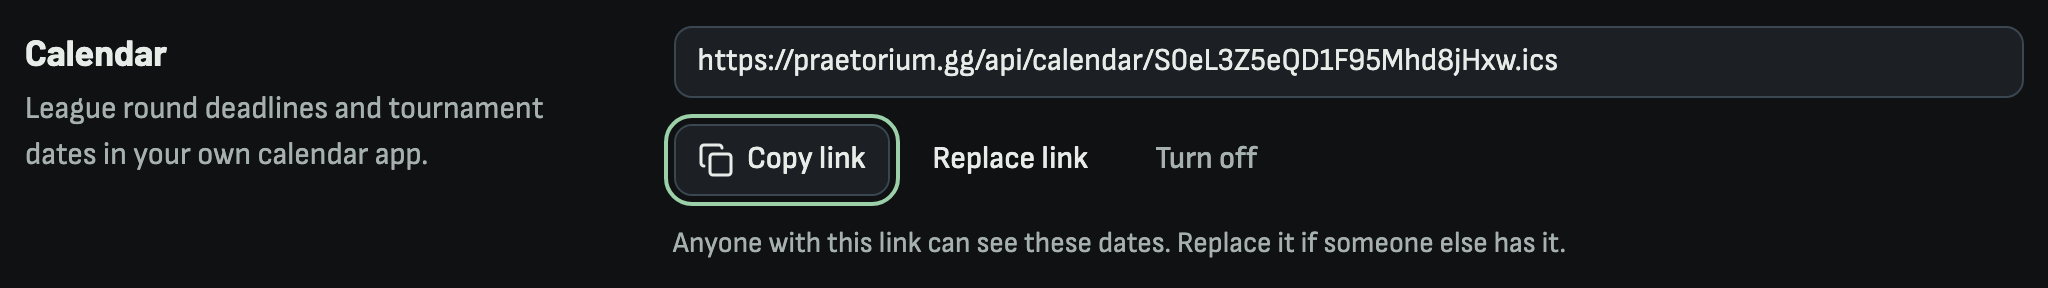 Calendar
League round deadlines and tournament
dates in your own calendar app.
https://praetorium.gg/api/calendar/S0eL3Z5eQD1F95Mhd8jHxw.ics
Copy link
Replace link
Turn off
Anyone with this link can see these dates. Replace it if someone else has it.